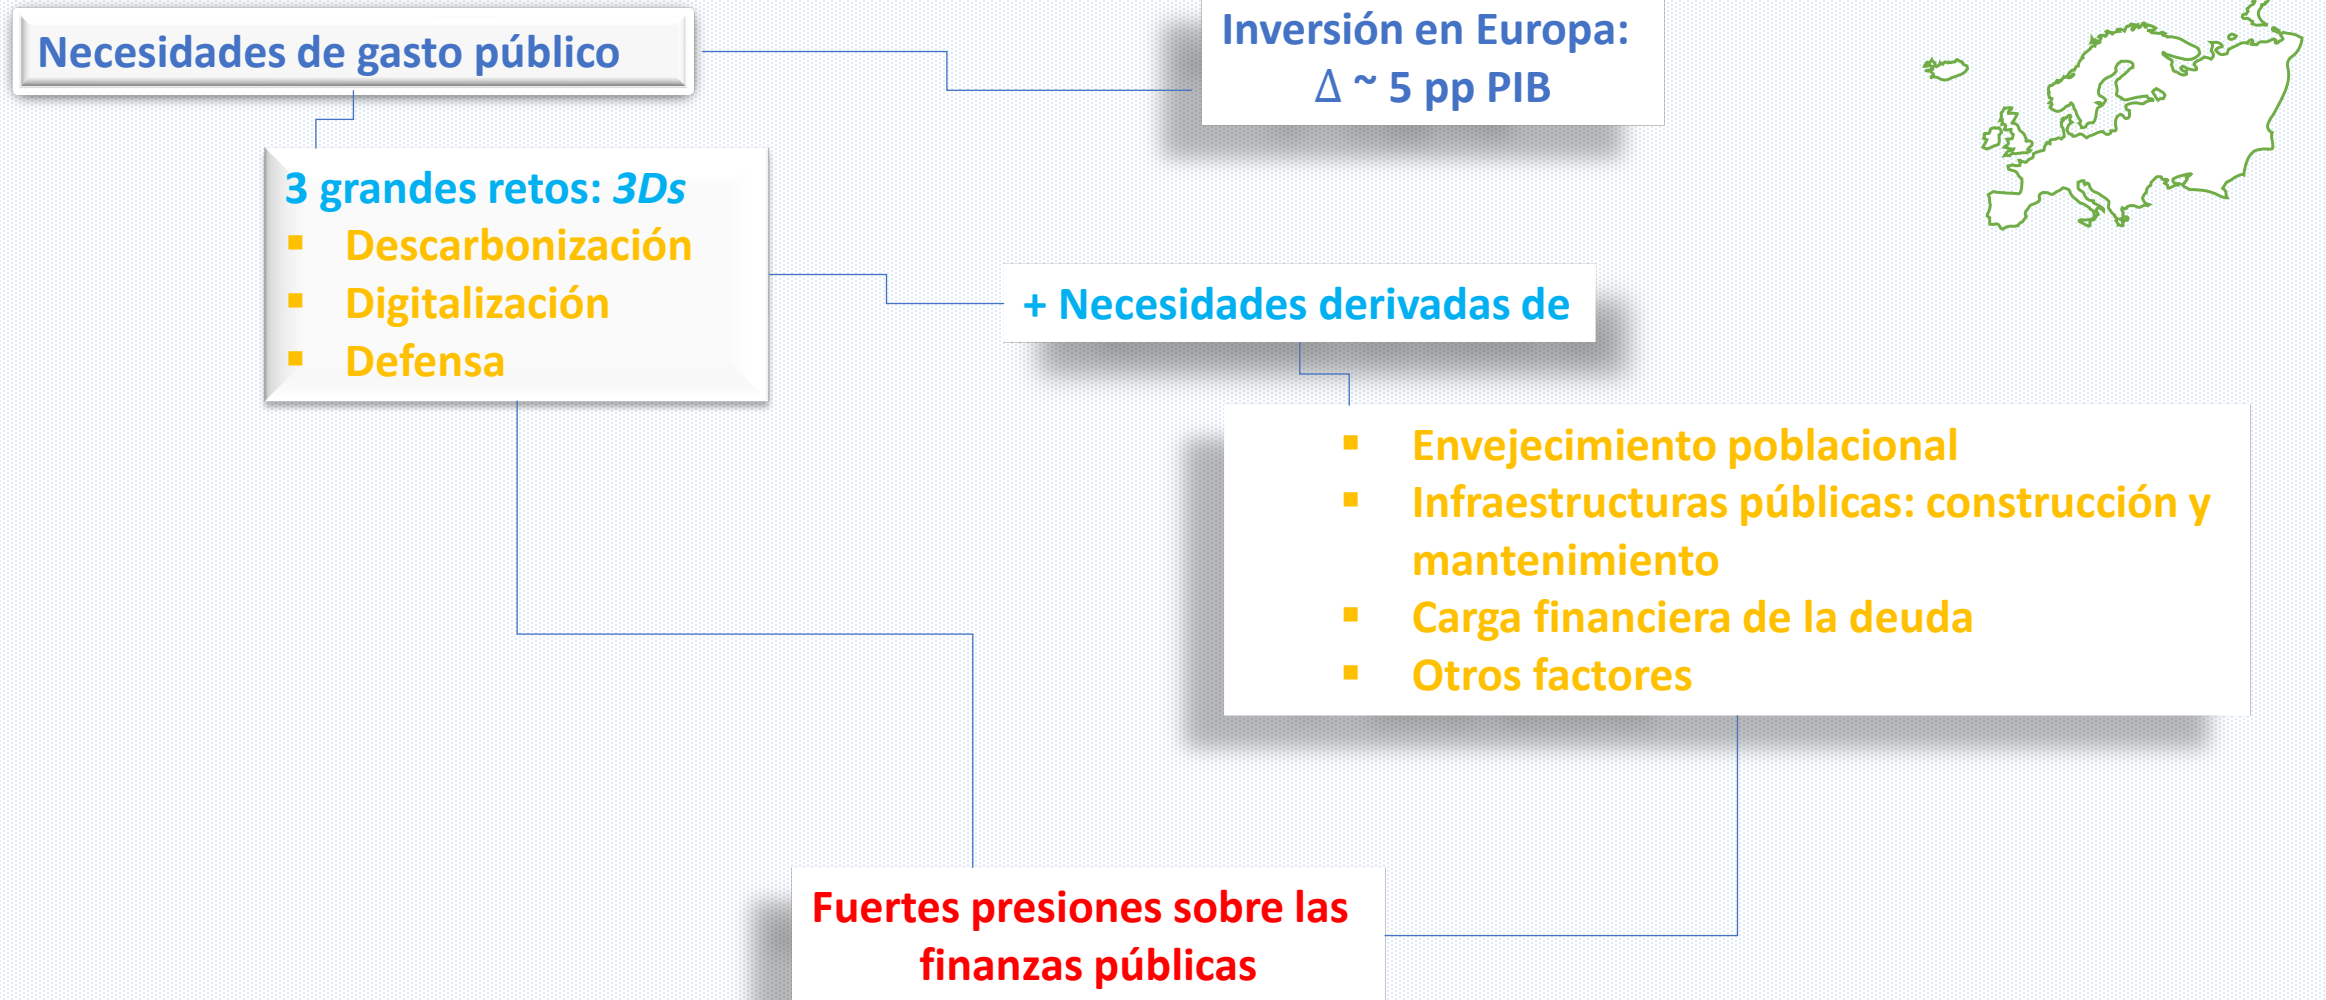 Necesidades de gasto público
Inversión en Europa:
Δ ~ 5 pp PIB
3 grandes retos: 3Ds
▪ Descarbonización
▪ Digitalización
▪ Defensa
+ Necesidades derivadas de
▪ Envejecimiento poblacional
▪ Infraestructuras públicas: construcción y
mantenimiento
▪ Carga financiera de la deuda
▪ Otros factores
Fuertes presiones sobre las
finanzas públicas